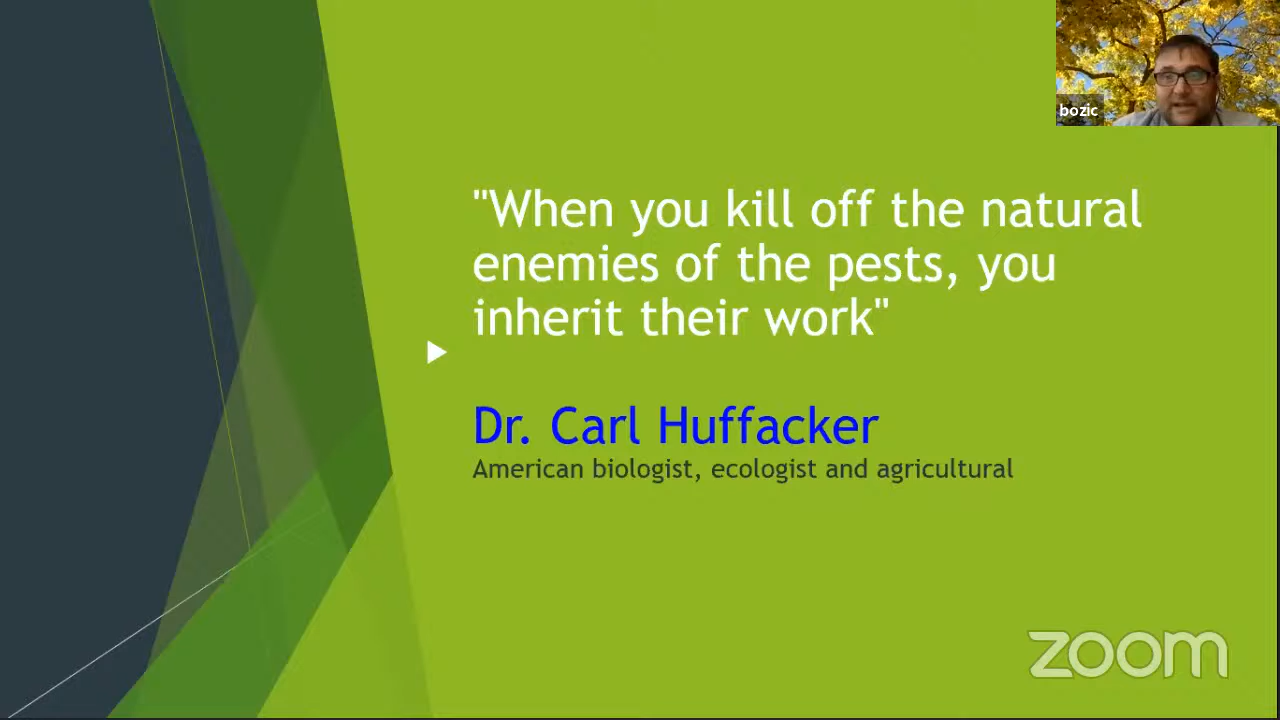 bozic
"When you kill off the natural
enemies of the pests, you
inherit their work"
Dr. Carl Huffacker
American biologist, ecologist and agricultural
zoom